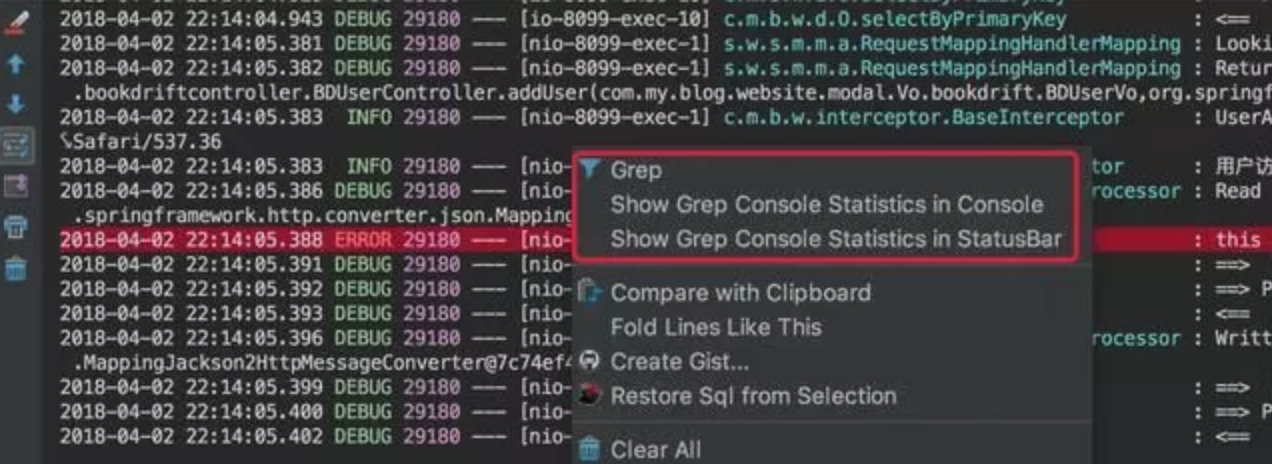 2018-04-02 22:14:04.943 DEBUG 29180 --- [io-8099-exec-10] c.m.b.w.d.O.selectByPrimaryKey : <==
2018-04-02 22:14:05.381 DEBUG 29180 --- [nio-8099-exec-1] s.w.s.m.m.a.RequestMappingHandlerMapping : Looki
2018-04-02 22:14:05.382 DEBUG 29180 --- [nio-8099-exec-1] s.w.s.m.m.a.RequestMappingHandlerMapping : Retur
.bookdriftcontroller.BDUserController.addUser(com.my.blog.website.modal.Vo.bookdrift.BDUserVo,org.springf
2018-04-02 22:14:05.383 INFO 29180 --- [nio-8099-exec-1] c.m.b.w.interceptor.BaseInterceptor : UserA
Safari/537.36
2018-04-02 22:14:05.383 INFO 29180 --- [nio- tor : 用户访
2018-04-02 22:14:05.386 DEBUG 29180 --- [nio- rocessor : Read
.springframework.http.converter.json.Mapping
2018-04-02 22:14:05.388 ERROR 29180 --- [nio- : this
2018-04-02 22:14:05.391 DEBUG 29180 --- [nio- : ==>
2018-04-02 22:14:05.392 DEBUG 29180 --- [nio- : ==> P
2018-04-02 22:14:05.393 DEBUG 29180 --- [nio- : <==
2018-04-02 22:14:05.396 DEBUG 29180 --- [nio- rocessor : Writt
.MappingJackson2HttpMessageConverter@7c74ef4
2018-04-02 22:14:05.399 DEBUG 29180 --- [nio- : ==>
2018-04-02 22:14:05.400 DEBUG 29180 --- [nio- : ==> P
2018-04-02 22:14:05.402 DEBUG 29180 --- [nio- : <==
Grep
Show Grep Console Statistics in Console
Show Grep Console Statistics in StatusBar
Compare with Clipboard
Fold Lines Like This
Create Gist...
Restore Sql from Selection
Clear All